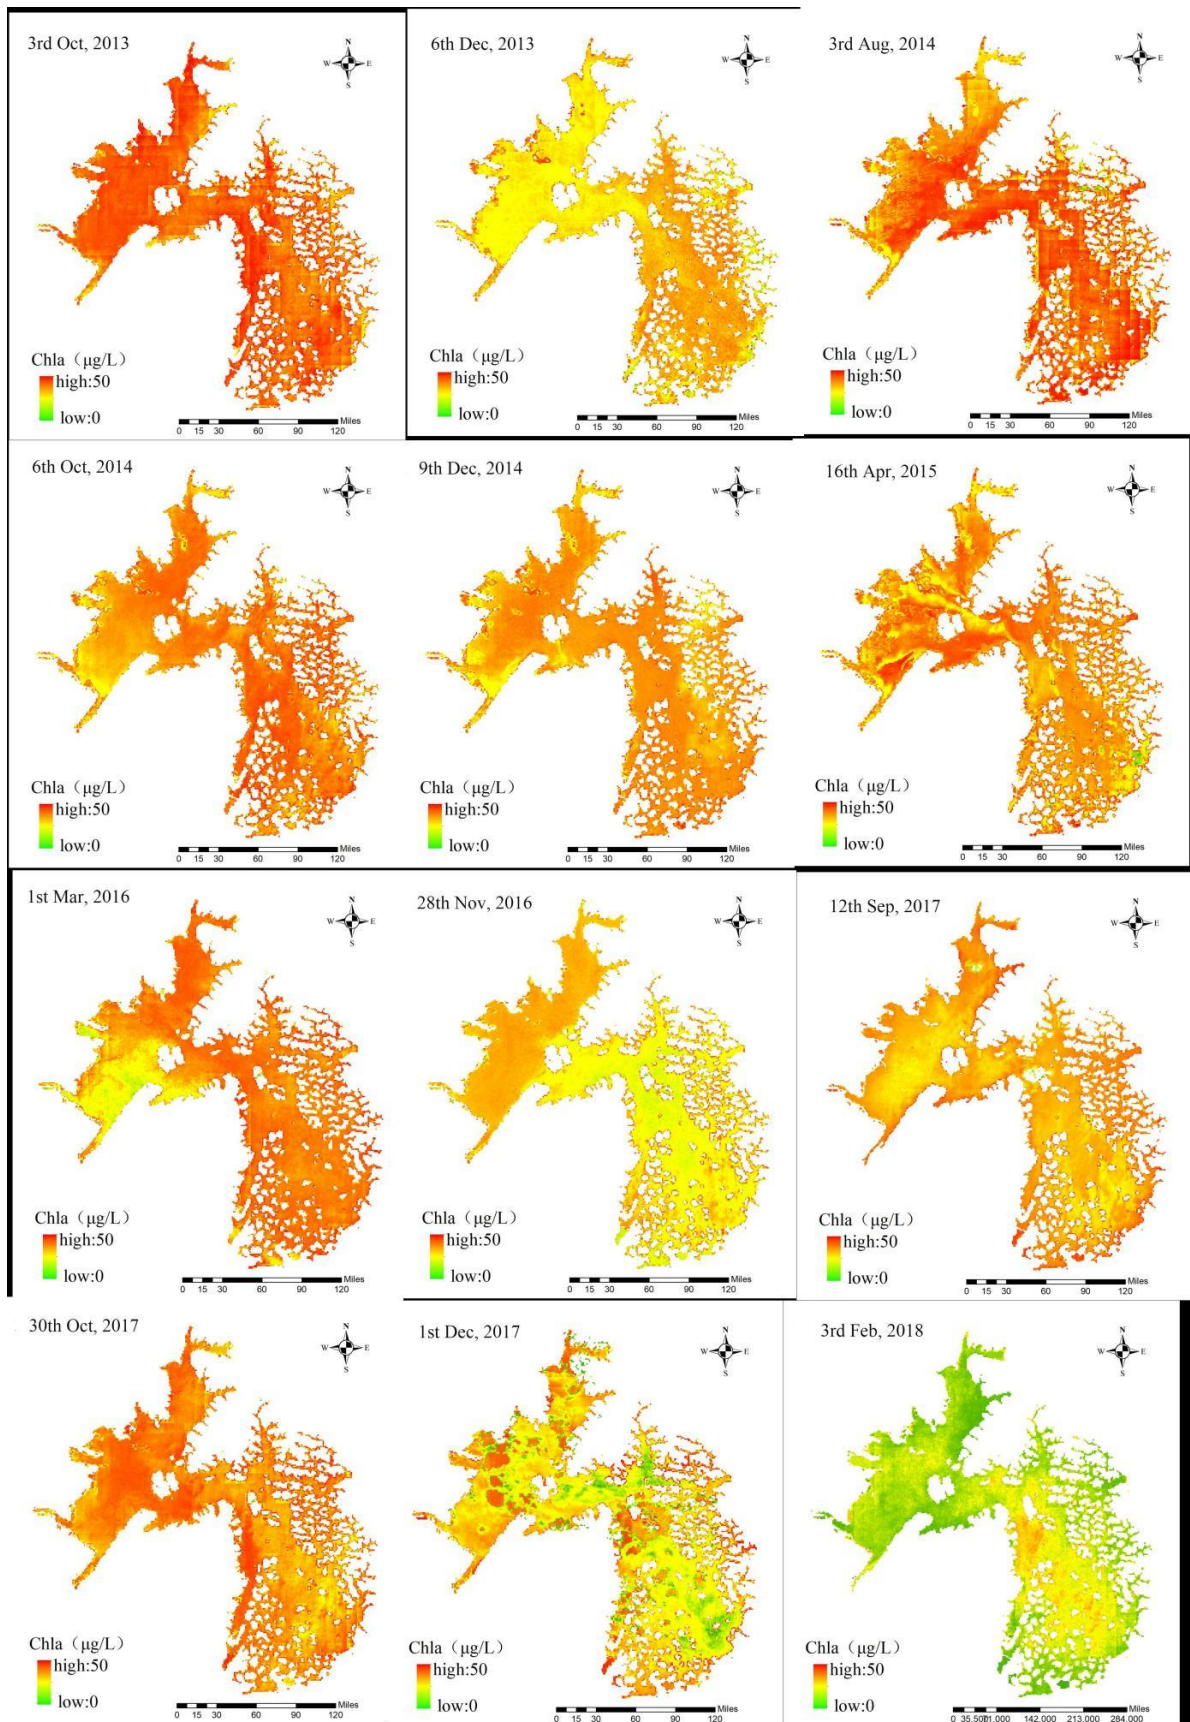 3rd Oct, 2013
N
W E
S
Chla（μg/L）
high:50
low:0
Miles
0 15 30 60 90 120
6th Dec, 2013
N
W E
S
Chla（μg/L）
high:50
low:0
Miles
0 15 30 60 90 120
3rd Aug, 2014
N
W E
S
Chla（μg/L）
high:50
low:0
Miles
0 15 30 60 90 120
6th Oct, 2014
N
W E
S
Chla（μg/L）
high:50
low:0
Miles
0 15 30 60 90 120
9th Dec, 2014
N
W E
S
Chla（μg/L）
high:50
low:0
Miles
0 15 30 60 90 120
16th Apr, 2015
N
W E
S
Chla（μg/L）
high:50
low:0
Miles
0 15 30 60 90 120
1st Mar, 2016
N
W E
S
Chla（μg/L）
high:50
low:0
Miles
0 15 30 60 90 120
28th Nov, 2016
N
W E
S
Chla（μg/L）
high:50
low:0
Miles
0 15 30 60 90 120
12th Sep, 2017
N
W E
S
Chla（μg/L）
high:50
low:0
Miles
0 15 30 60 90 120
30th Oct, 2017
N
W E
S
Chla（μg/L）
high:50
low:0
Miles
0 15 30 60 90 120
1st Dec, 2017
N
W E
S
Chla（μg/L）
high:50
low:0
Miles
0 15 30 60 90 120
3rd Feb, 2018
N
W E
S
Chla（μg/L）
high:50
low:0
0 142,000 213,000 284,000